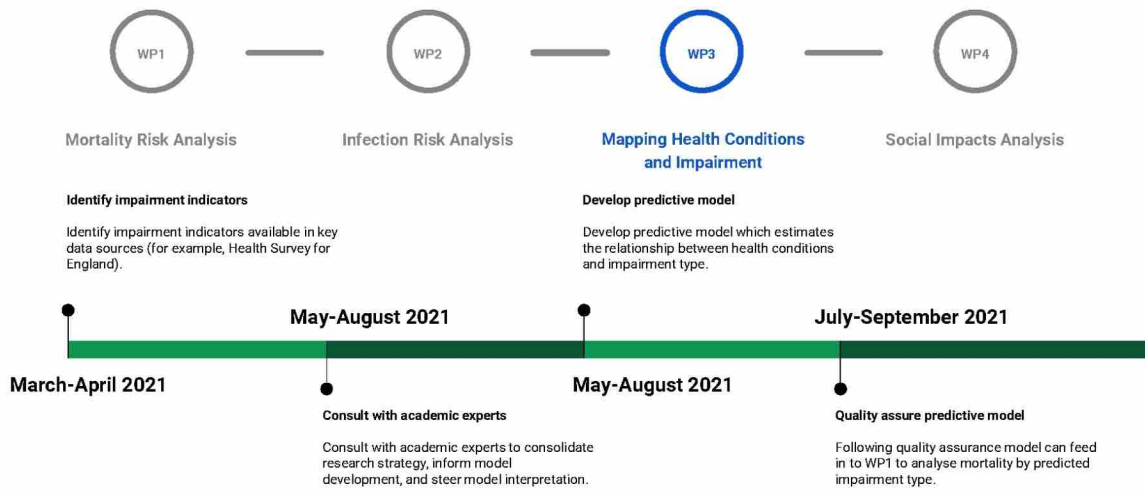 WP1
WP2
WP3
WP4
Mortality Risk Analysis
Infection Risk Analysis
Mapping Health Conditions
and Impairment
Social Impacts Analysis
Identify impairment indicators
Identify impairment indicators available in key
data sources (for example, Health Survey for
England).
Develop predictive model
Develop predictive model which estimates
the relationship between health conditions
and impairment type.
May-August 2021
July-September 2021
March-April 2021
May-August 2021
Consult with academic experts
Consult with academic experts to consolidate
research strategy, inform model
development, and steer model interpretation.
Quality assure predictive model
Following quality assurance model can feed
in to WP1 to analyse mortality by predicted
impairment type.